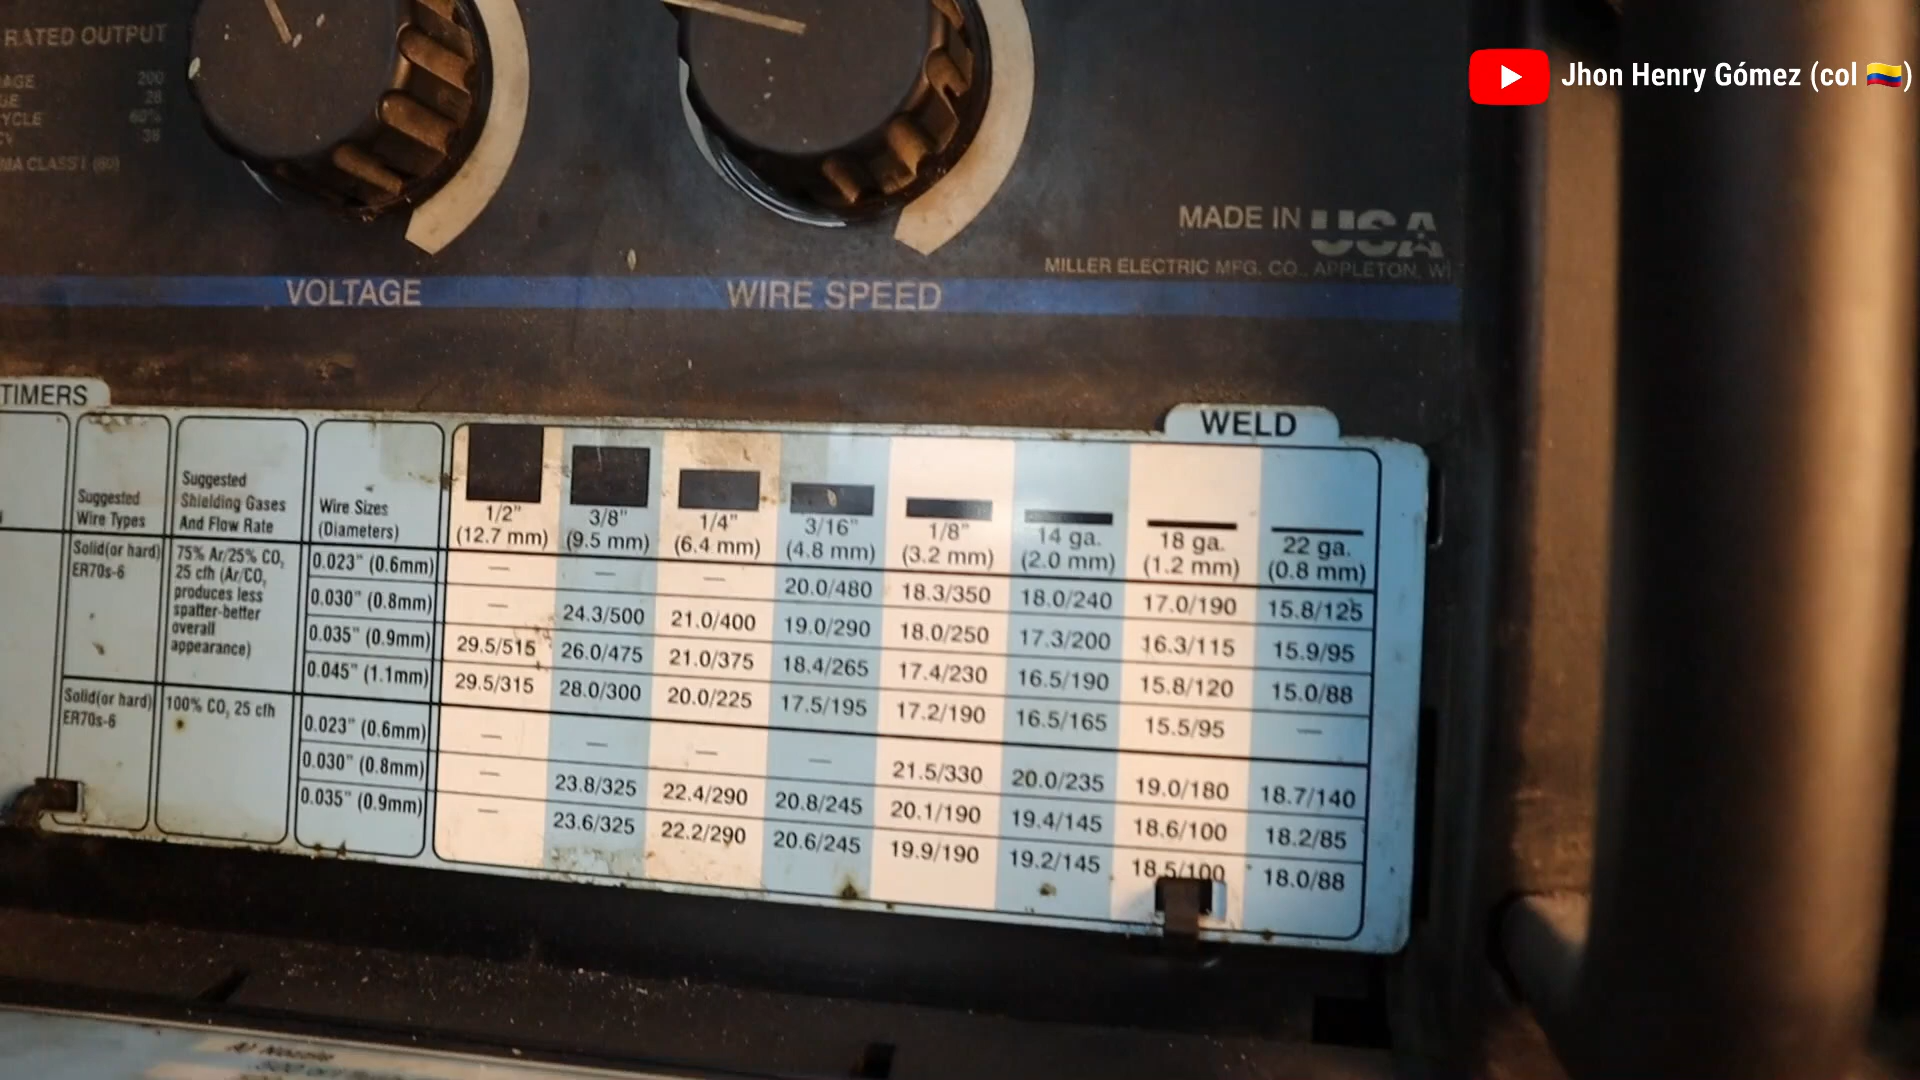 RATED OUTPUT
200
28
CYCLE 60%
38
MA CLASS I (60)
Jhon Henry Gómez (col 🇨🇴)
MADE IN USA
MILLER ELECTRIC MFG. CO., APPLETON, WI
VOLTAGE
WIRE SPEED
TIMERS
WELD
Suggested
Wire Types
Suggested
Shielding Gases
And Flow Rate
Wire Sizes
(Diameters)
1/2"
(12.7 mm)
3/8"
(9.5 mm)
1/4"
(6.4 mm)
3/16"
(4.8 mm)
1/8"
(3.2 mm)
14 ga.
(2.0 mm)
18 ga.
(1.2 mm)
22 ga.
(0.8 mm)
Solid(or hard)
ER70s-6
75% Ar/25% CO₂
25 cfh (Ar/CO₂
produces less
spatter-better
overall
appearance)
0.023" (0.6mm) — — — 20.0/480 18.3/350 18.0/240 17.0/190 15.8/125
0.030" (0.8mm) — 24.3/500 21.0/400 19.0/290 18.0/250 17.3/200 16.3/115 15.9/95
0.035" (0.9mm) 29.5/515 26.0/475 21.0/375 18.4/265 17.4/230 16.5/190 15.8/120 15.0/88
0.045" (1.1mm) 29.5/315 28.0/300 20.0/225 17.5/195 17.2/190 16.5/165 15.5/95 —
Solid(or hard)
ER70s-6
100% CO₂ 25 cfh
0.023" (0.6mm) — — — — 21.5/330 20.0/235 19.0/180 18.7/140
0.030" (0.8mm) — 23.8/325 22.4/290 20.8/245 20.1/190 19.4/145 18.6/100 18.2/85
0.035" (0.9mm) — 23.6/325 22.2/290 20.6/245 19.9/190 19.2/145 18.5/100 18.0/88
Nozzle